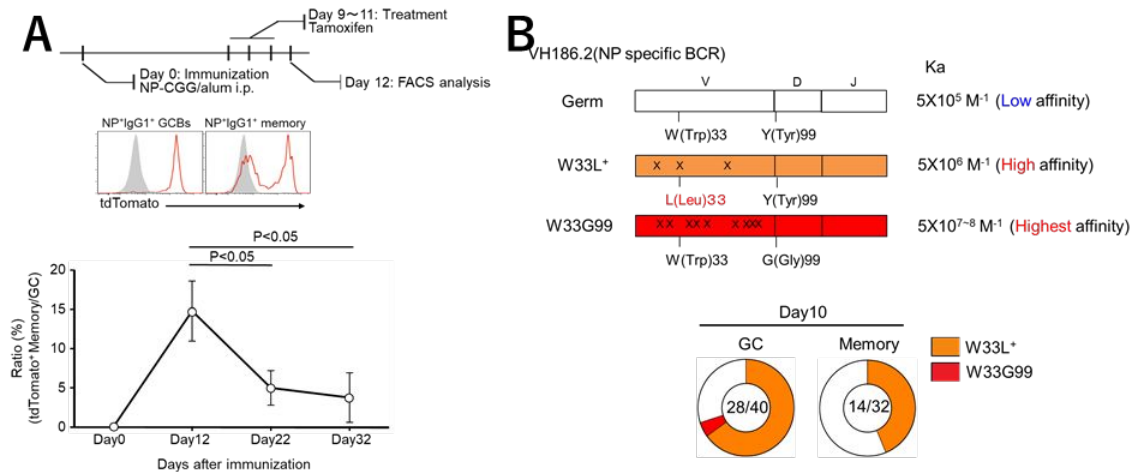 A
Day 9～11: Treatment
Tamoxifen
Day 0: Immunization
NP-CGG/alum i.p.
Day 12: FACS analysis
NP⁺IgG1⁺ GCBs
NP⁺IgG1⁺ memory
tdTomato
P<0.05
P<0.05
Ratio (%)
(tdTomato⁺ Memory/GC)
20
15
10
5
0
Day0
Day12
Day22
Day32
Days after immunization
B
VH186.2(NP specific BCR)
Ka
V
D
J
Germ
5X10⁵ M⁻¹ (Low affinity)
W(Trp)33
Y(Tyr)99
W33L⁺
X X X
5X10⁶ M⁻¹ (High affinity)
L(Leu)33
Y(Tyr)99
W33G99
XX XXX XXXX
5X10⁷~⁸ M⁻¹ (Highest affinity)
W(Trp)33
G(Gly)99
Day10
GC
Memory
28/40
14/32
W33L⁺
W33G99